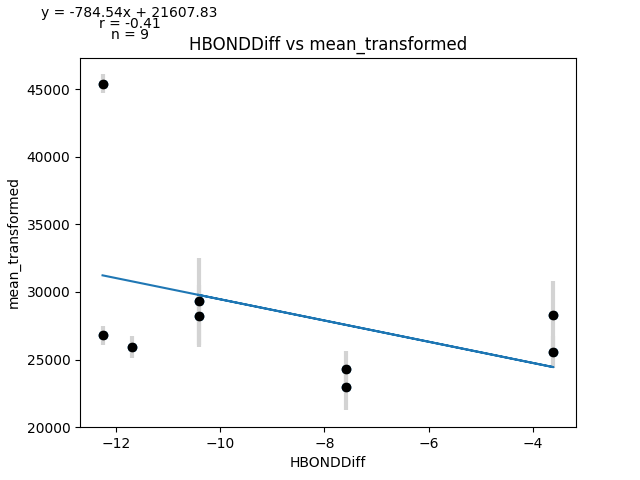 y = -784.54x + 21607.83
r = -0.41
n = 9
HBONDDiff vs mean_transformed
45000
40000
35000
30000
25000
20000
mean_transformed
−12
−10
−8
−6
−4
HBONDDiff